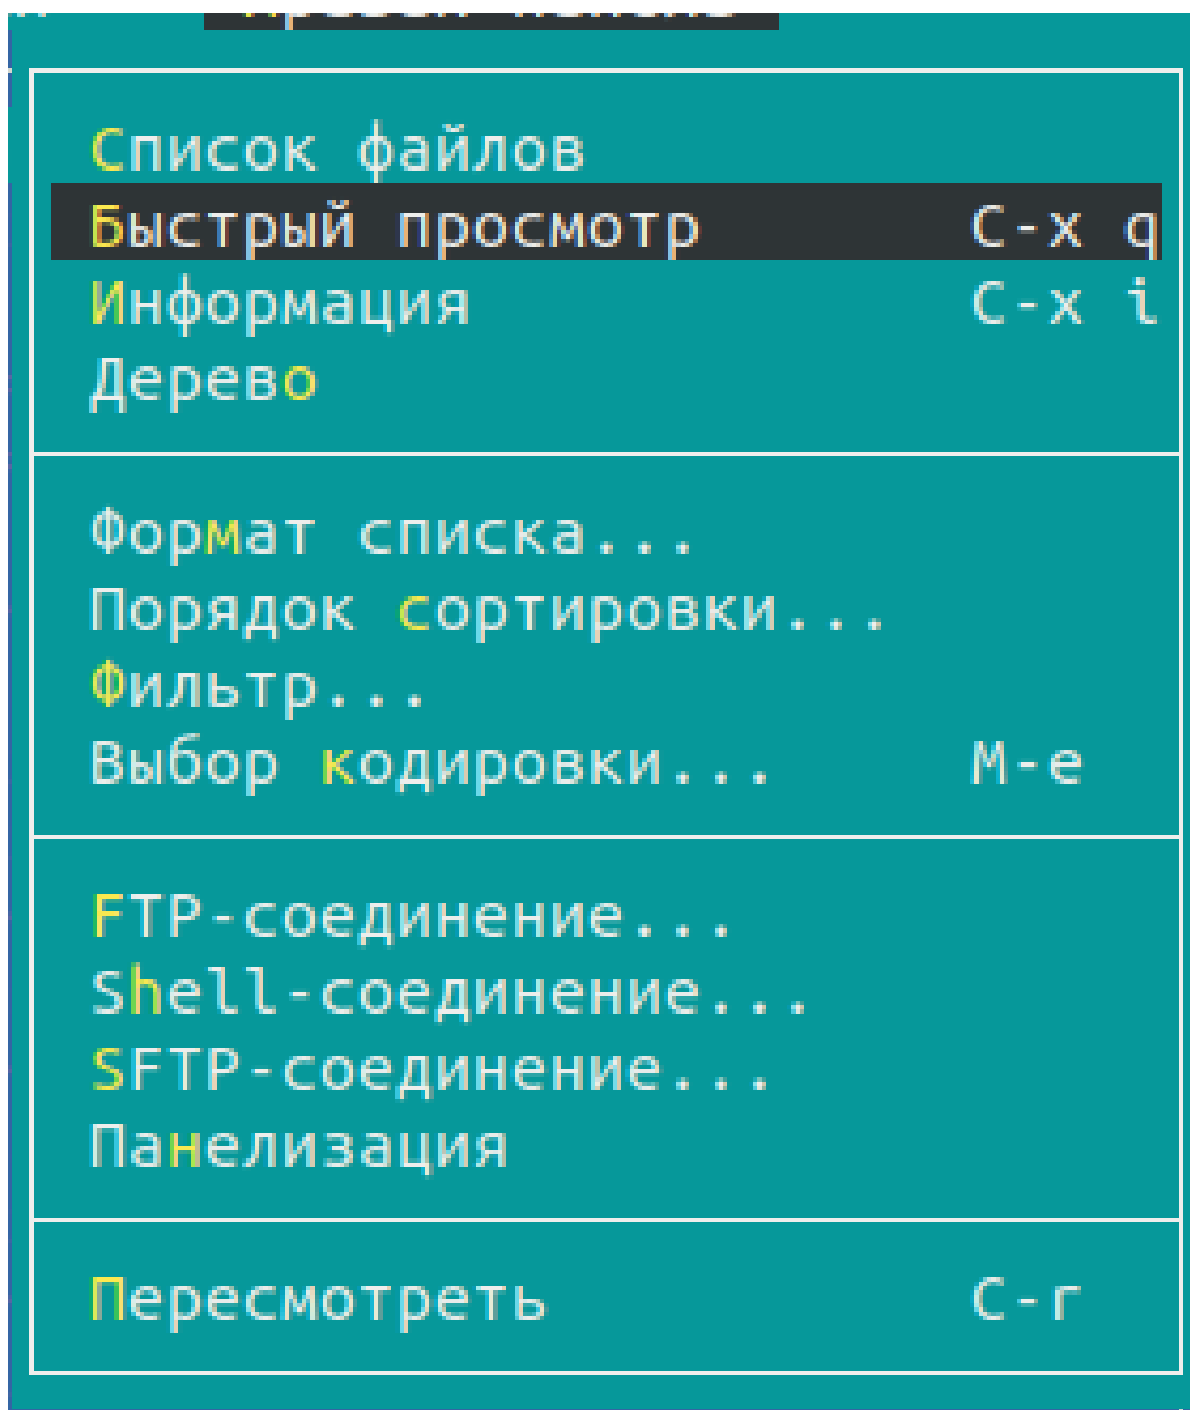 Список файлов
Быстрый просмотр C-x q
Информация C-x i
Дерево
Формат списка...
Порядок сортировки...
Фильтр...
Выбор кодировки... M-e
FTP-соединение...
Shell-соединение...
SFTP-соединение...
Панелизация
Пересмотреть C-r